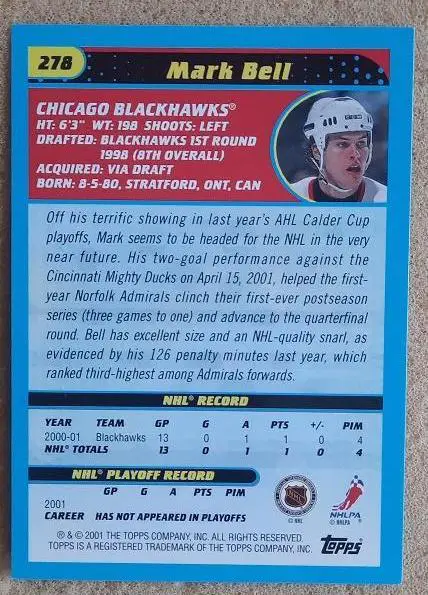 278
Mark Bell
CHICAGO BLACKHAWKS®
HT: 6'3" WT: 198 SHOOTS: LEFT
DRAFTED: BLACKHAWKS 1ST ROUND
1998 (8TH OVERALL)
ACQUIRED: VIA DRAFT
BORN: 8-5-80, STRATFORD, ONT, CAN
Off his terrific showing in last year's AHL Calder Cup
playoffs, Mark seems to be headed for the NHL in the very
near future. His two-goal performance against the
Cincinnati Mighty Ducks on April 15, 2001, helped the first-
year Norfolk Admirals clinch their first-ever postseason
series (three games to one) and advance to the quarterfinal
round. Bell has excellent size and an NHL-quality snarl, as
evidenced by his 126 penalty minutes last year, which
ranked third-highest among Admirals forwards.
NHL® RECORD
YEAR TEAM GP G A PTS +/- PIM
2000-01 Blackhawks 13 0 1 1 0 4
NHL® TOTALS 13 0 1 1 0 4
NHL® PLAYOFF RECORD
GP G A PTS PIM
2001
CAREER HAS NOT APPEARED IN PLAYOFFS
NHL
© NHL
NHLPA
© NHLPA
℗ & © 2001 THE TOPPS COMPANY, INC. ALL RIGHTS RESERVED.
TOPPS IS A REGISTERED TRADEMARK OF THE TOPPS COMPANY, INC.
Topps